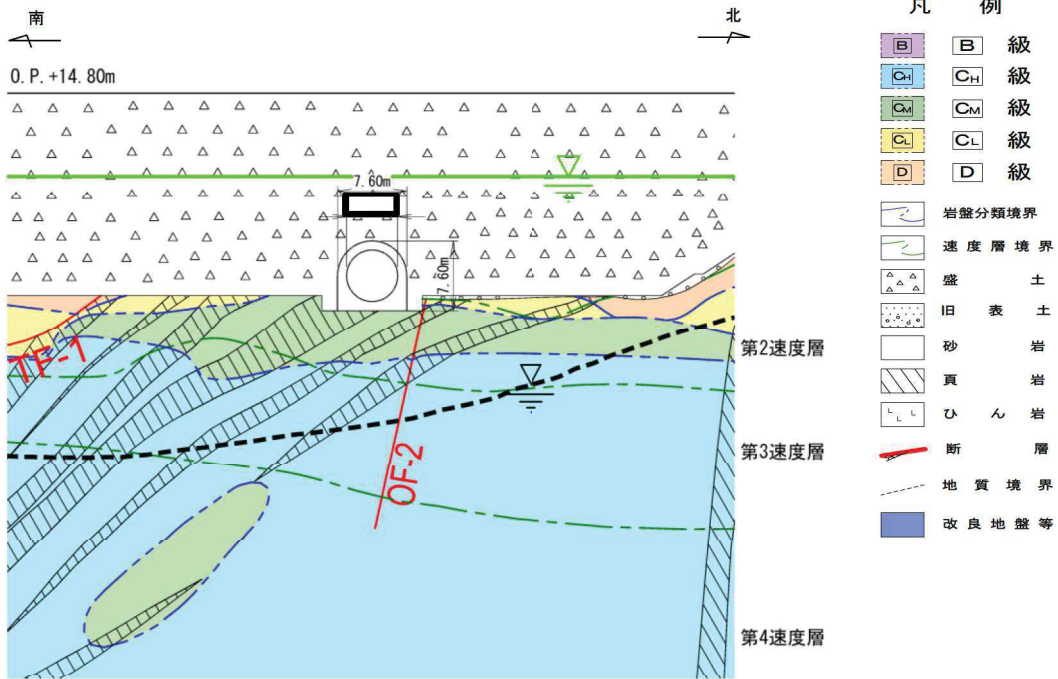 南
北
O.P.+14.80m
7.60m
7.60m
TF-1
OF-2
第2速度層
第3速度層
第4速度層
凡 例
B B 級
CH CH 級
CM CM 級
CL CL 級
D D 級
岩盤分類境界
速度層境界
盛 土
旧 表 土
砂 岩
頁 岩
ひ ん 岩
断 層
地質境界
改良地盤等